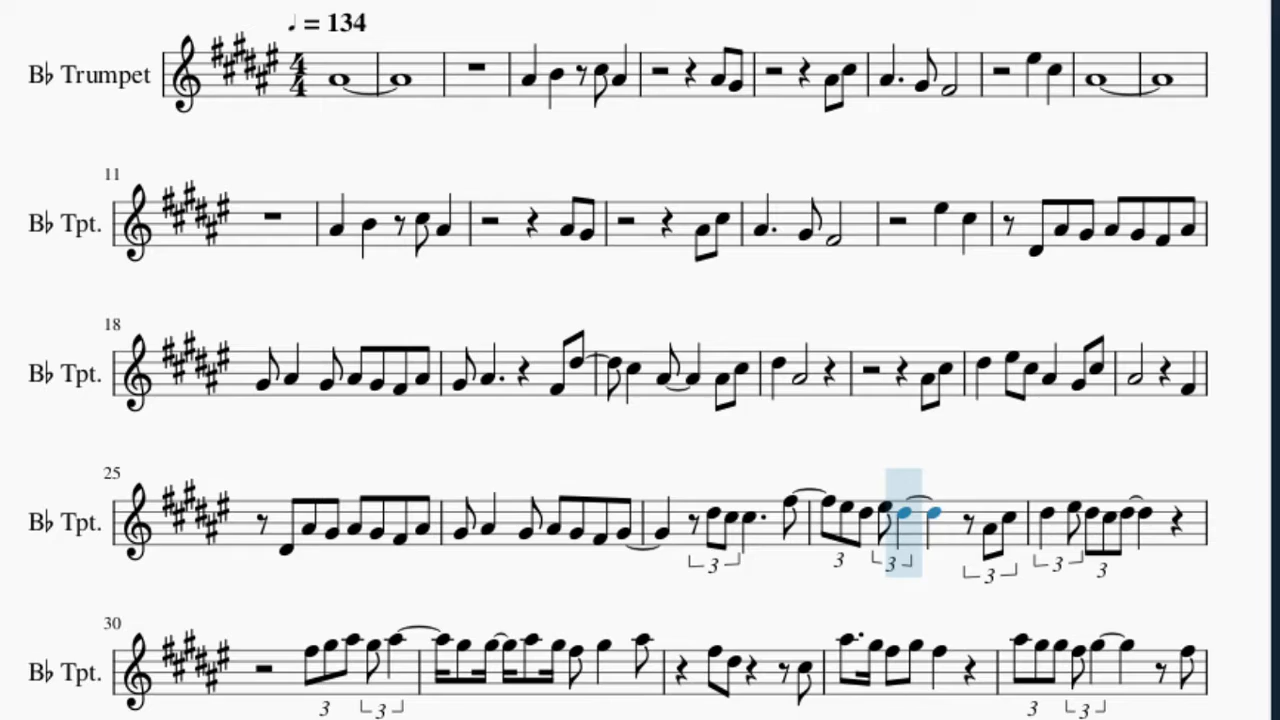 ♩ = 134
B♭ Trumpet 4 4
11
B♭ Tpt.
18
B♭ Tpt.
25
B♭ Tpt.
3 3 3 3 3 3
30
B♭ Tpt.
3 3 3 3